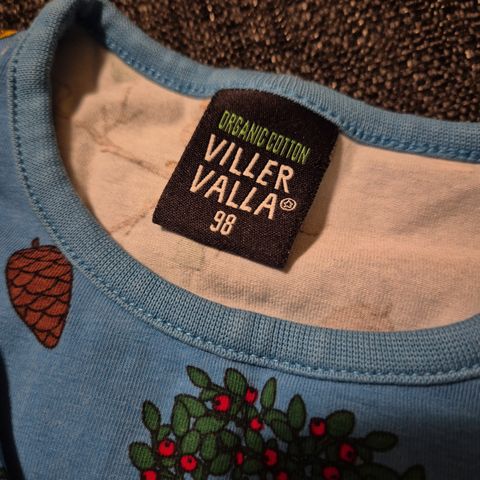 ORGANIC COTTON
VILLER
VALLA®
98